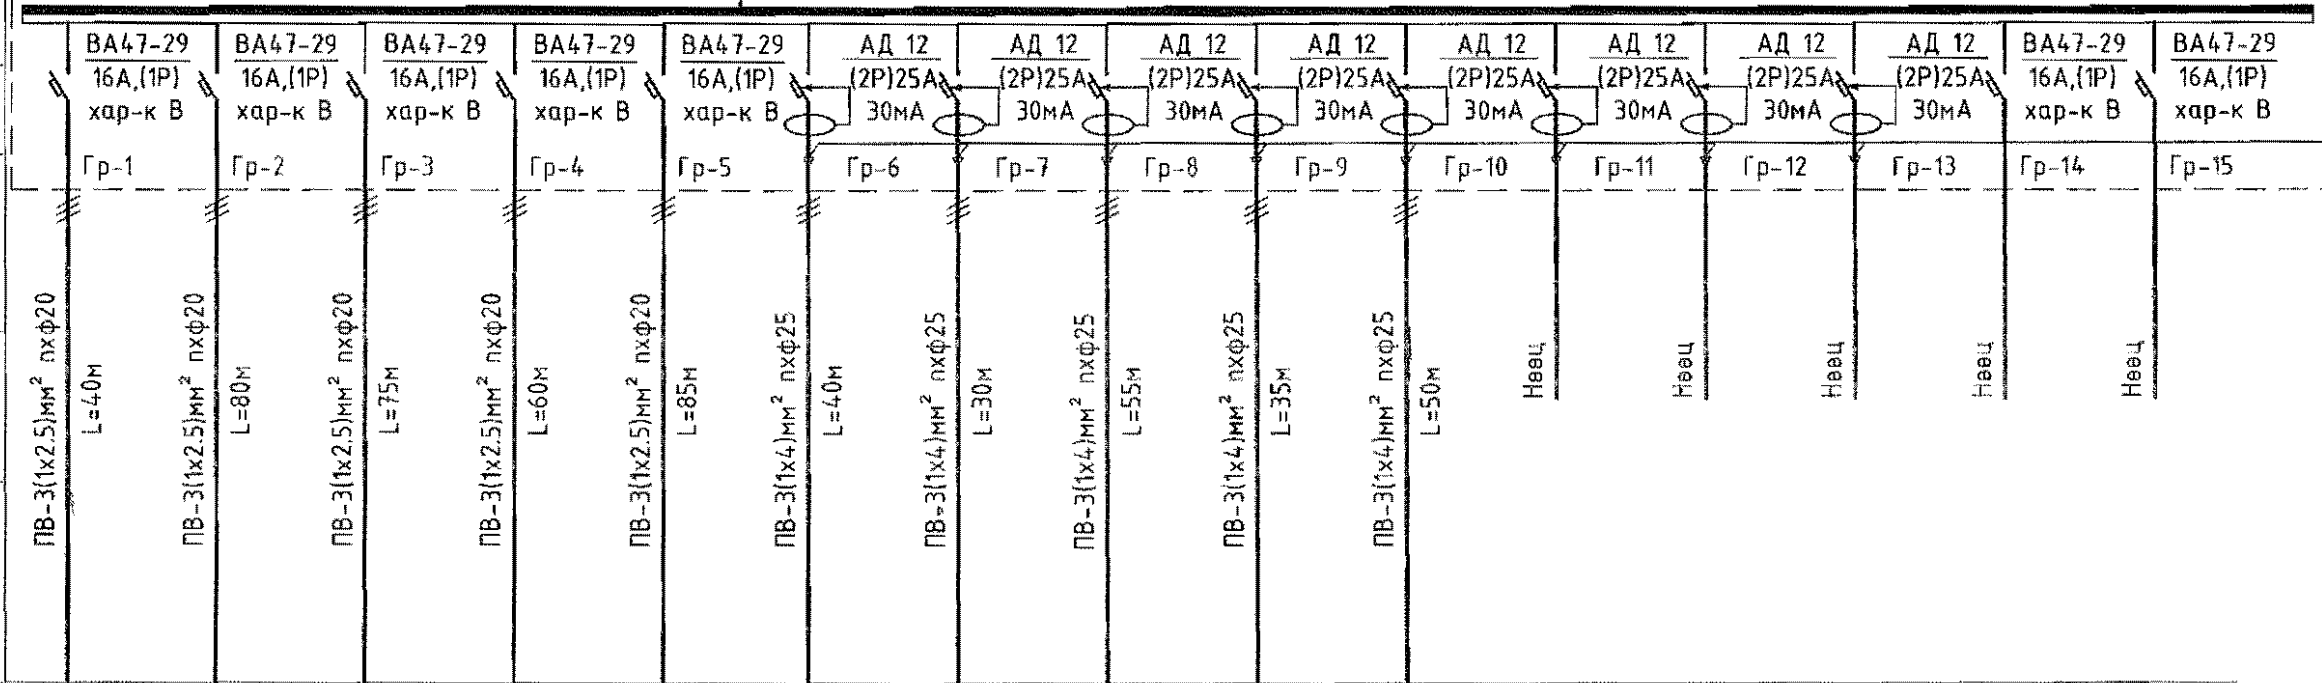 ВА47-29
16А,(1Р)
хар-к В
Гр-1
ВА47-29
16А,(1Р)
хар-к В
Гр-2
ВА47-29
16А,(1Р)
хар-к В
Гр-3
ВА47-29
16А,(1Р)
хар-к В
Гр-4
ВА47-29
16А,(1Р)
хар-к В
Гр-5
АД 12
(2Р)25А
30мА
Гр-6
АД 12
(2Р)25А
30мА
Гр-7
АД 12
(2Р)25А
30мА
Гр-8
АД 12
(2Р)25А
30мА
Гр-9
АД 12
(2Р)25А
30мА
Гр-10
АД 12
(2Р)25А
30мА
Гр-11
АД 12
(2Р)25А
30мА
Гр-12
АД 12
(2Р)25А
30мА
Гр-13
ВА47-29
16А,(1Р)
хар-к В
Гр-14
ВА47-29
16А,(1Р)
хар-к В
Гр-15
ПВ-3(1х2.5)мм² пхф20
L=40м
ПВ-3(1х2.5)мм² пхф20
L=80м
ПВ-3(1х2.5)мм² пхф20
L=75м
ПВ-3(1х2.5)мм² пхф20
L=60м
ПВ-3(1х2.5)мм² пхф20
L=85м
ПВ-3(1х4)мм² пхф25
L=40м
ПВ-3(1х4)мм² пхф25
L=30м
ПВ-3(1х4)мм² пхф25
L=55м
ПВ-3(1х4)мм² пхф25
L=35м
ПВ-3(1х4)мм² пхф25
L=50м
Нөөц
Нөөц
Нөөц
Нөөц
Нөөц